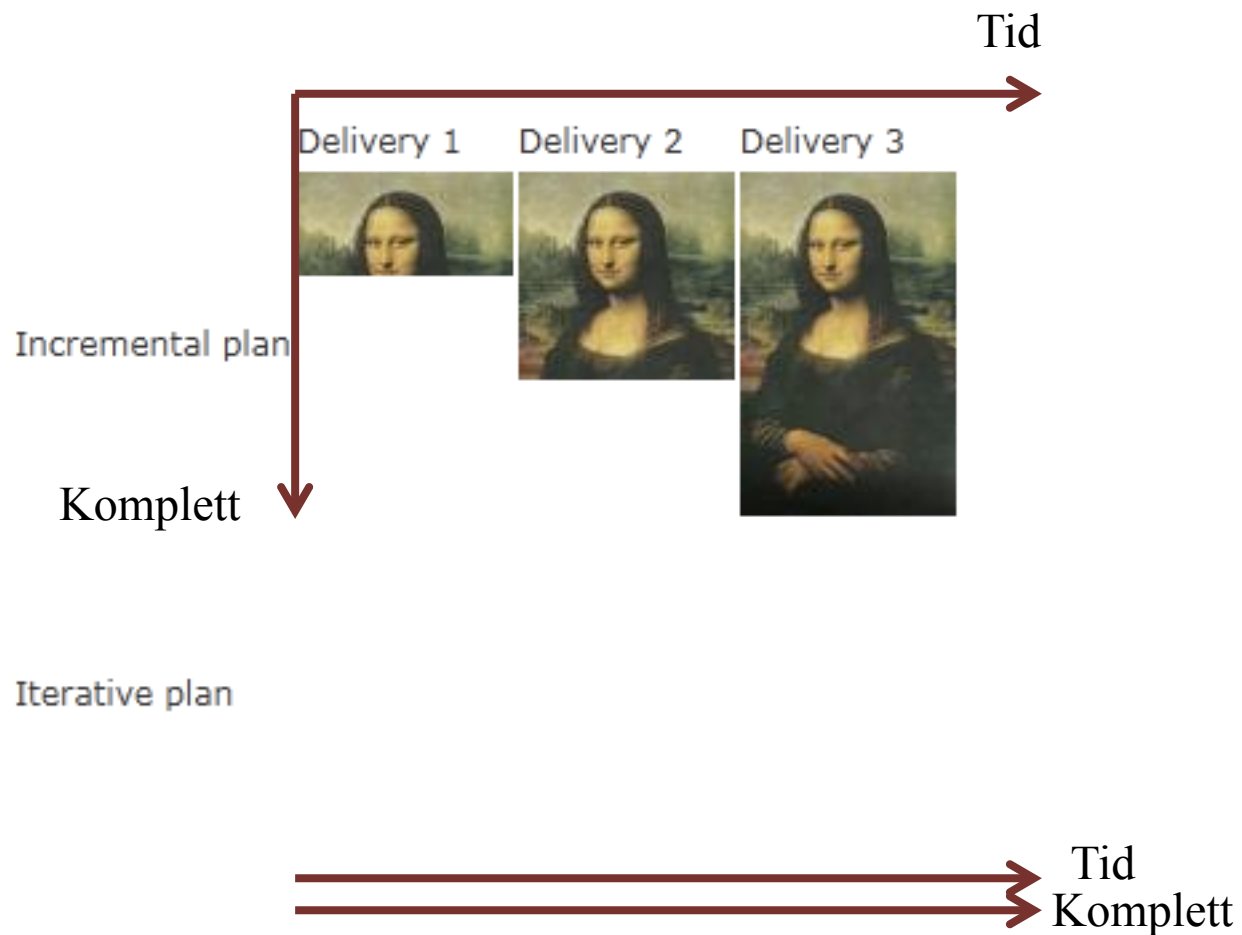 Tid
Delivery 1 Delivery 2 Delivery 3
Incremental plan
Komplett
Iterative plan
Tid
Komplett